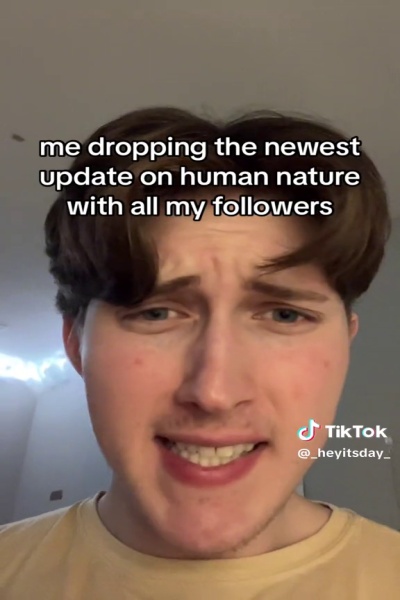 me dropping the newest
update on human nature
with all my followers
TikTok
@_heyitsday_